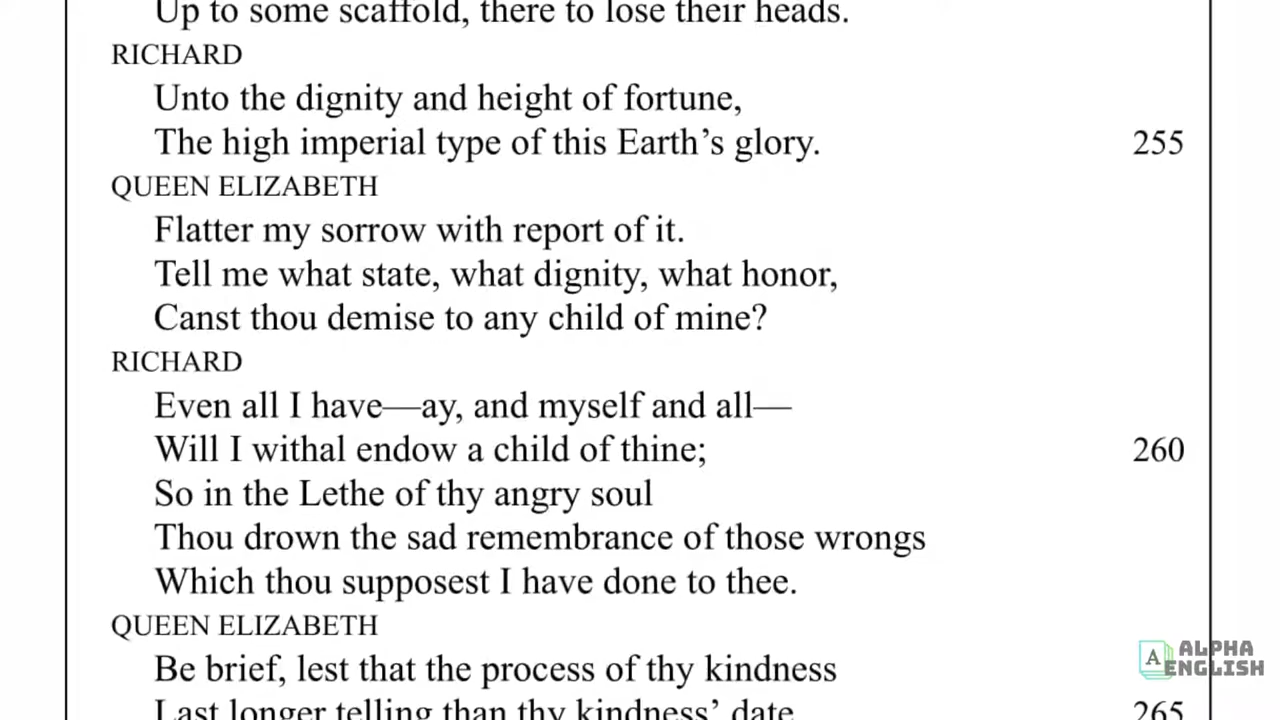 Up to some scaffold, there to lose their heads.
RICHARD
Unto the dignity and height of fortune,
The high imperial type of this Earth’s glory. 255
QUEEN ELIZABETH
Flatter my sorrow with report of it.
Tell me what state, what dignity, what honor,
Canst thou demise to any child of mine?
RICHARD
Even all I have—ay, and myself and all—
Will I withal endow a child of thine; 260
So in the Lethe of thy angry soul
Thou drown the sad remembrance of those wrongs
Which thou supposest I have done to thee.
QUEEN ELIZABETH
Be brief, lest that the process of thy kindness
Last longer telling than thy kindness’ date. 265
A ALPHA
ENGLISH